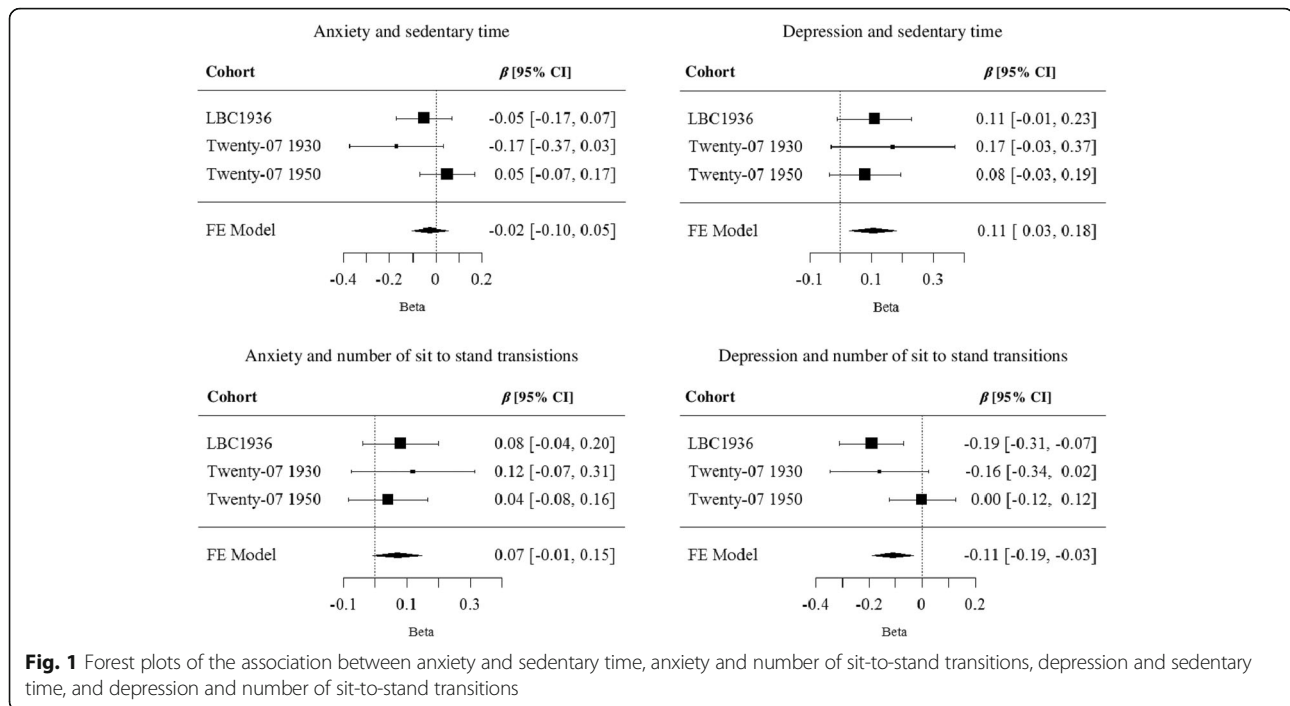 Anxiety and sedentary time
Cohort β [95% CI]
LBC1936 -0.05 [-0.17, 0.07]
Twenty-07 1930 -0.17 [-0.37, 0.03]
Twenty-07 1950 0.05 [-0.07, 0.17]
FE Model -0.02 [-0.10, 0.05]
-0.4 -0.2 0 0.2
Beta
Depression and sedentary time
Cohort β [95% CI]
LBC1936 0.11 [-0.01, 0.23]
Twenty-07 1930 0.17 [-0.03, 0.37]
Twenty-07 1950 0.08 [-0.03, 0.19]
FE Model 0.11 [ 0.03, 0.18]
-0.1 0.1 0.3
Beta
Anxiety and number of sit to stand transistions
Cohort β [95% CI]
LBC1936 0.08 [-0.04, 0.20]
Twenty-07 1930 0.12 [-0.07, 0.31]
Twenty-07 1950 0.04 [-0.08, 0.16]
FE Model 0.07 [-0.01, 0.15]
-0.1 0.1 0.3
Beta
Depression and number of sit to stand transitions
Cohort β [95% CI]
LBC1936 -0.19 [-0.31, -0.07]
Twenty-07 1930 -0.16 [-0.34, 0.02]
Twenty-07 1950 0.00 [-0.12, 0.12]
FE Model -0.11 [-0.19, -0.03]
-0.4 -0.2 0 0.2
Beta
Fig. 1 Forest plots of the association between anxiety and sedentary time, anxiety and number of sit-to-stand transitions, depression and sedentary
time, and depression and number of sit-to-stand transitions